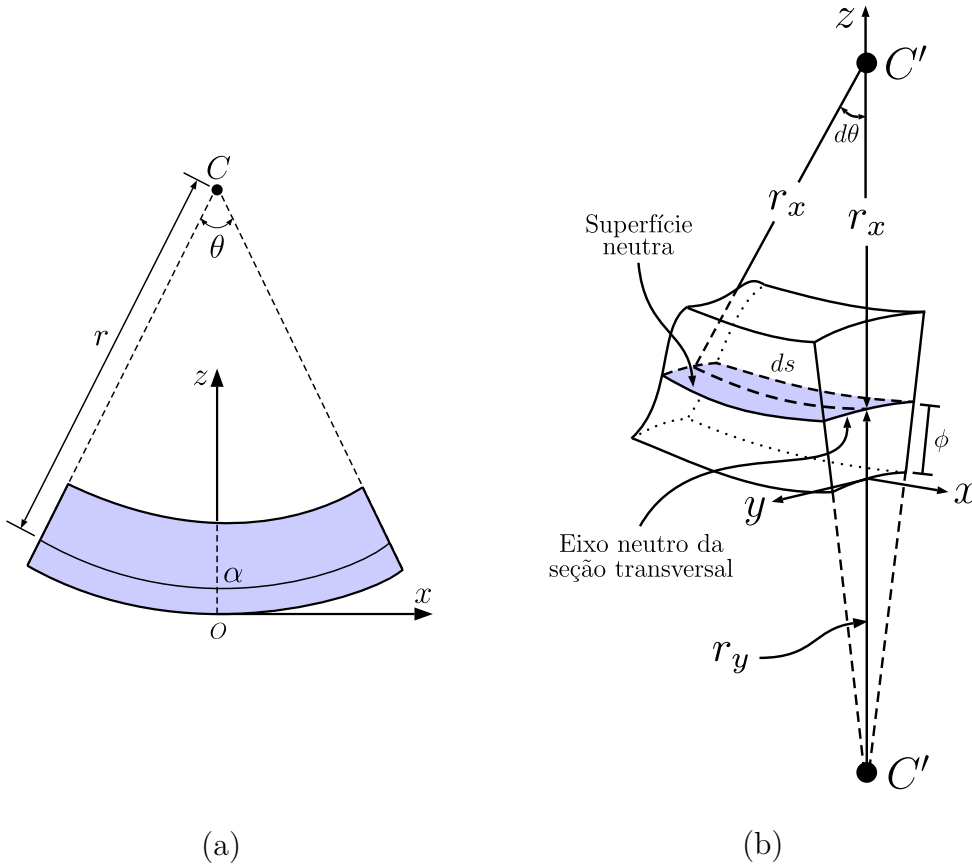 C
θ
r
z
α
x
O
(a)
z
C′
dθ
r_x
r_x
Superfície
neutra
ds
ϕ
x
y
Eixo neutro da
seção transversal
r_y
C′
(b)